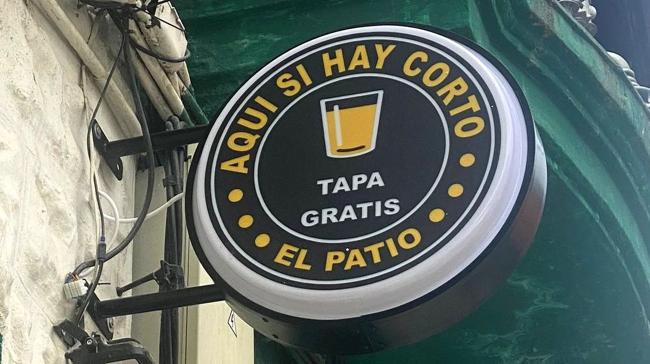 AQUI SI HAY CORTO
TAPA
GRATIS
EL PATIO